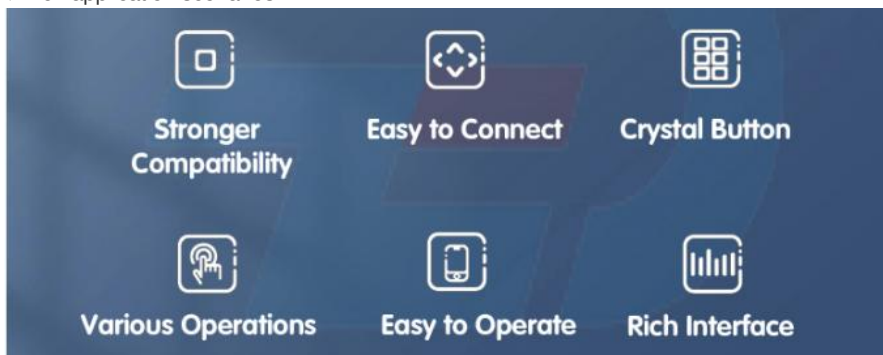 Stronger
Compatibility
Easy to Connect
Crystal Button
Various Operations
Easy to Operate
Rich Interface